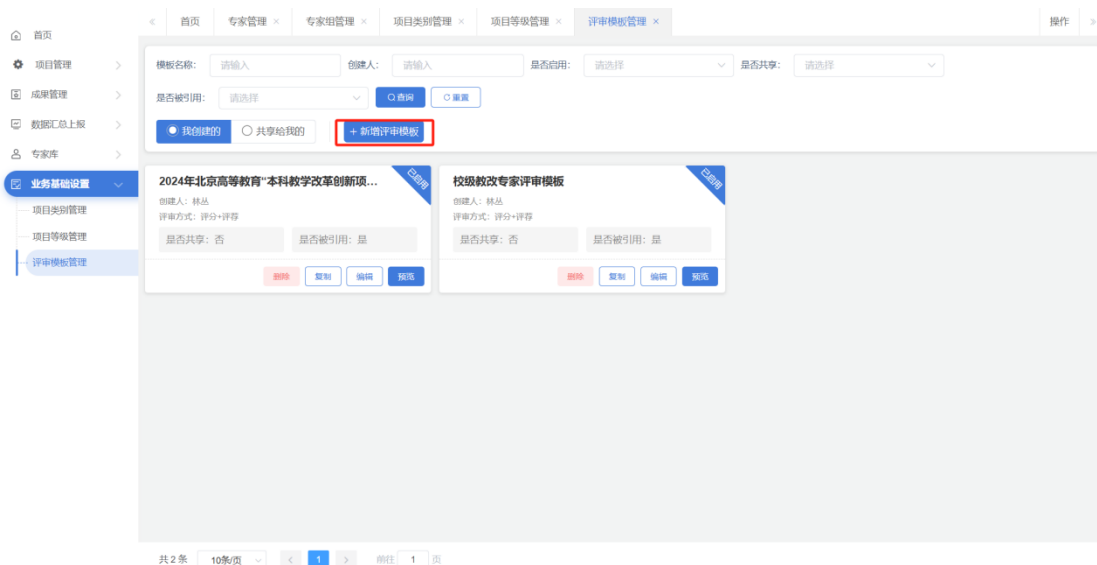 首页 专家管理 × 专家组管理 × 项目类别管理 × 项目等级管理 × 评审模板管理 × 操作
首页
项目管理
成果管理
数据汇总上报
专家库
业务基础设置
项目类别管理
项目等级管理
评审模板管理
模板名称: 请输入 创建人: 请输入 是否启用: 请选择 是否共享: 请选择
是否被引用: 请选择 查询 重置
我创建的 共享给我的 + 新增评审模板
2024年北京高等教育"本科教学改革创新项... 已启用
创建人: 林丛
评审方式: 评分+评荐
是否共享: 否 是否被引用: 是
删除 复制 编辑 预览
校级教改专家评审模板 已启用
创建人: 林丛
评审方式: 评分+评荐
是否共享: 否 是否被引用: 是
删除 复制 编辑 预览
共 2 条 10条/页 1 前往 1 页